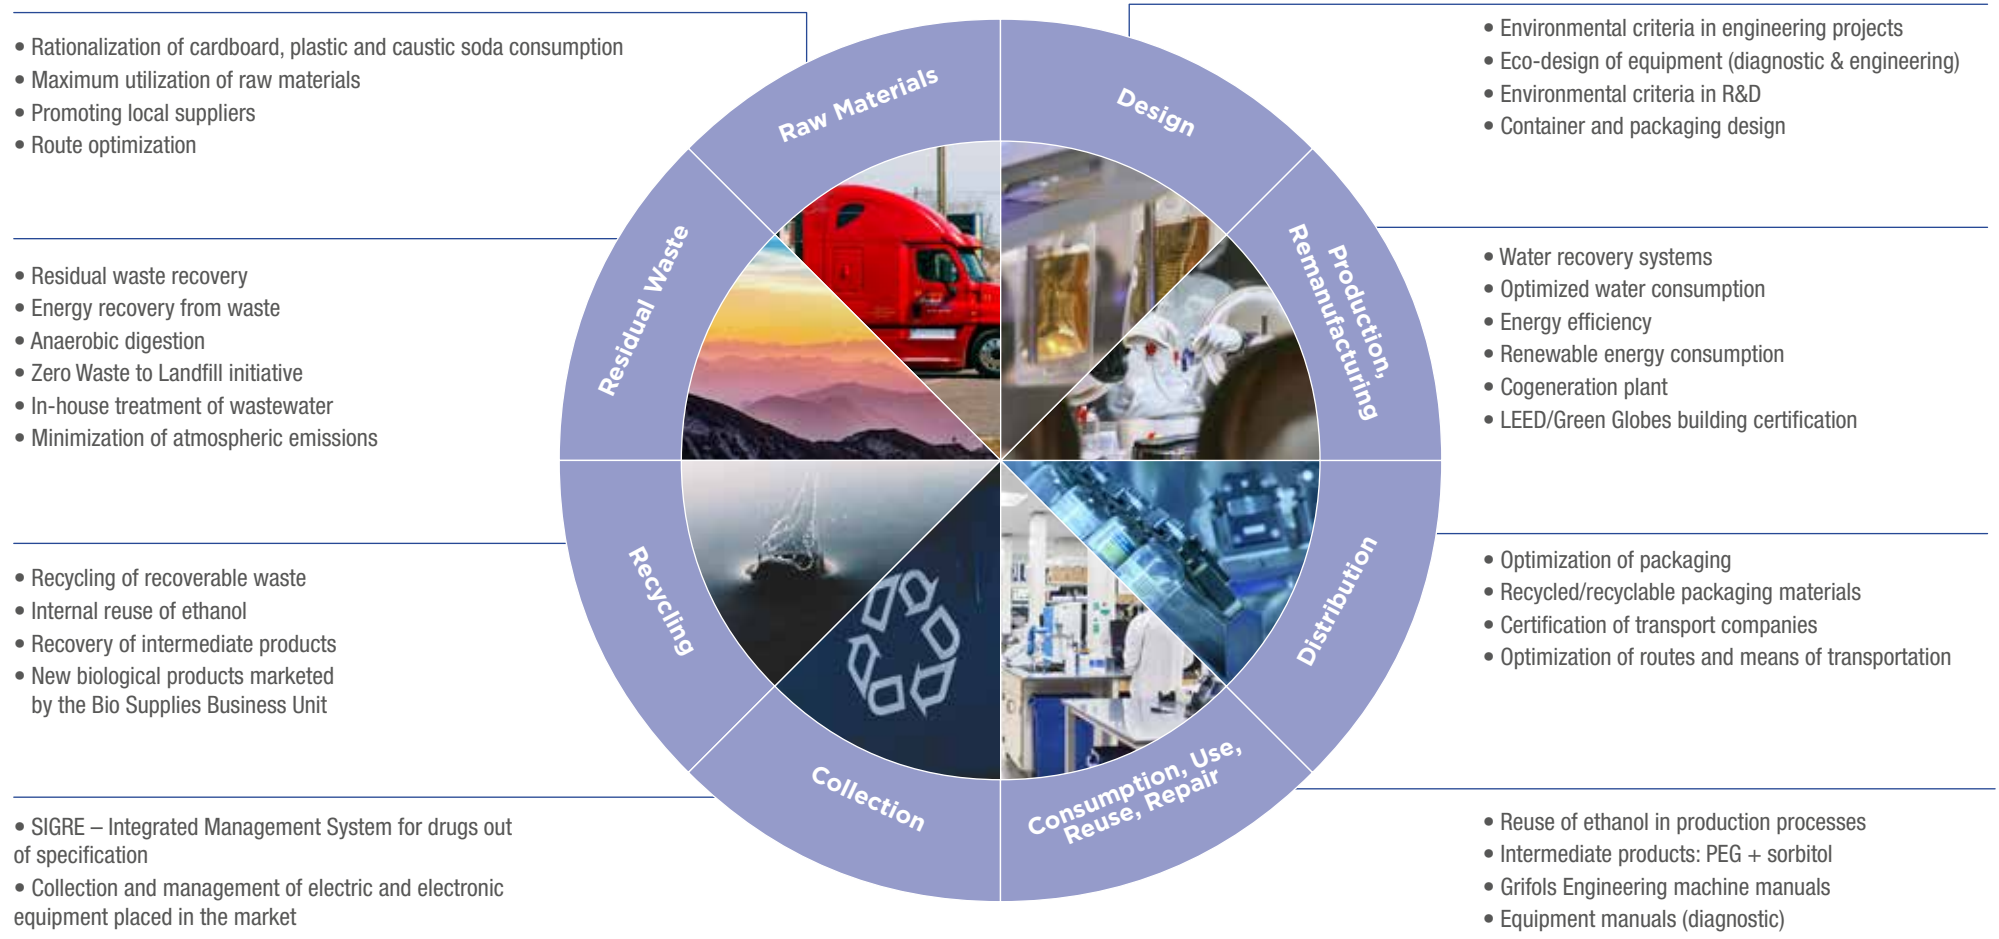 Raw Materials
• Rationalization of cardboard, plastic and caustic soda consumption
• Maximum utilization of raw materials
• Promoting local suppliers
• Route optimization
Design
• Environmental criteria in engineering projects
• Eco-design of equipment (diagnostic & engineering)
• Environmental criteria in R&D
• Container and packaging design
Production,
Remanufacturing
• Water recovery systems
• Optimized water consumption
• Energy efficiency
• Renewable energy consumption
• Cogeneration plant
• LEED/Green Globes building certification
Distribution
• Optimization of packaging
• Recycled/recyclable packaging materials
• Certification of transport companies
• Optimization of routes and means of transportation
Consumption, Use,
Reuse, Repair
• Reuse of ethanol in production processes
• Intermediate products: PEG + sorbitol
• Grifols Engineering machine manuals
• Equipment manuals (diagnostic)
Collection
• SIGRE – Integrated Management System for drugs out
of specification
• Collection and management of electric and electronic
equipment placed in the market
Recycling
• Recycling of recoverable waste
• Internal reuse of ethanol
• Recovery of intermediate products
• New biological products marketed
by the Bio Supplies Business Unit
Residual Waste
• Residual waste recovery
• Energy recovery from waste
• Anaerobic digestion
• Zero Waste to Landfill initiative
• In-house treatment of wastewater
• Minimization of atmospheric emissions